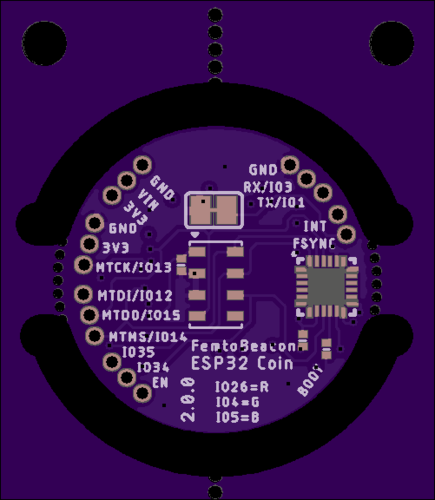 GND
VIN
3V3
GND
3V3
MTCK/IO13
MTDI/IO12
MTDO/IO15
MTMS/IO14
IO35
IO34
EN
GND
RX/IO3
TX/IO1
INT
FSYNC
FemtoBeacon
ESP32 Coin
2.0.0
IO26=R
IO4=G
IO5=B
BOOT